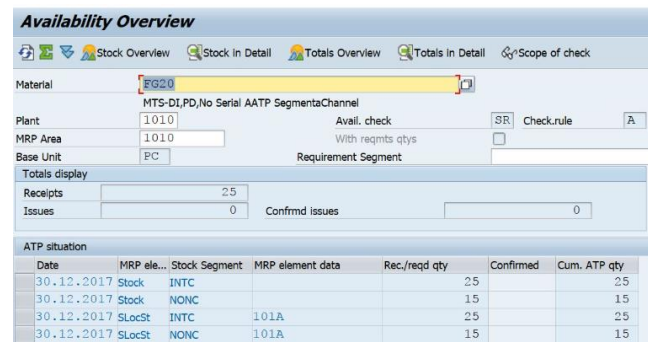 Availability Overview
Stock Overview Stock in Detail Totals Overview Totals in Detail Scope of check
Material FG20
MTS-DI,PD,No Serial AATP SegmentaChannel
Plant 1010 Avail. check SR Check.rule A
MRP Area 1010 With reqmts qtys
Base Unit PC Requirement Segment
Totals display
Receipts 25
Issues 0 Confrmd issues 0
ATP situation
Date MRP ele... Stock Segment MRP element data Rec./reqd qty Confirmed Cum. ATP qty
30.12.2017 Stock INTC 25 25
30.12.2017 Stock NONC 15 15
30.12.2017 SLocSt INTC 101A 25 25
30.12.2017 SLocSt NONC 101A 15 15